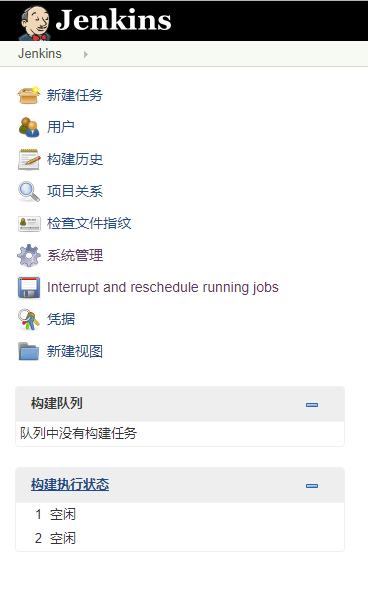 Jenkins
Jenkins
新建任务
用户
构建历史
项目关系
检查文件指纹
系统管理
Interrupt and reschedule running jobs
凭据
新建视图
构建队列
队列中没有构建任务
构建执行状态
1 空闲
2 空闲